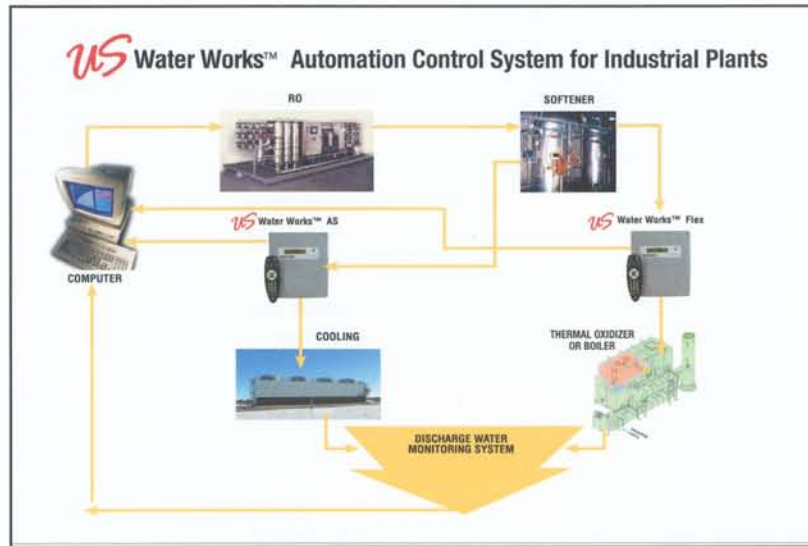 US Water Works™ Automation Control System for Industrial Plants
RO
SOFTENER
US Water Works™ AS
US Water Works™ Flex
COMPUTER
COOLING
THERMAL OXIDIZER
OR BOILER
DISCHARGE WATER
MONITORING SYSTEM